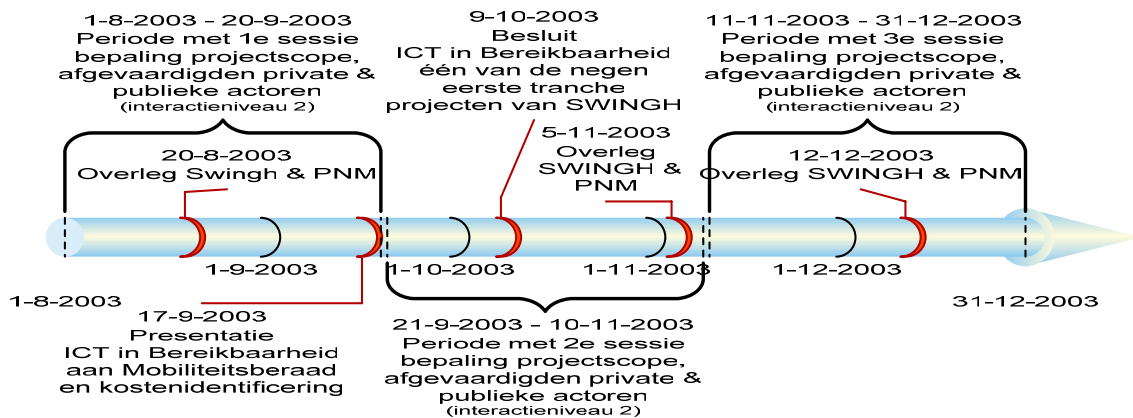 1-8-2003 - 20-9-2003
Periode met 1e sessie
bepaling projectscope,
afgevaardigden private &
publieke actoren
(interactieniveau 2)
9-10-2003
Besluit
ICT in Bereikbaarheid
één van de negen
eerste tranche
projecten van SWINGH
11-11-2003 - 31-12-2003
Periode met 3e sessie
bepaling projectscope,
afgevaardigden private &
publieke actoren
(interactieniveau 2)
20-8-2003
Overleg Swingh & PNM
5-11-2003
Overleg
SWINGH &
PNM
12-12-2003
Overleg SWINGH & PNM
1-9-2003
1-10-2003
1-11-2003
1-12-2003
1-8-2003
31-12-2003
17-9-2003
Presentatie
ICT in Bereikbaarheid
aan Mobiliteitsberaad
en kostenidentificering
21-9-2003 - 10-11-2003
Periode met 2e sessie
bepaling projectscope,
afgevaardigden private &
publieke actoren
(interactieniveau 2)